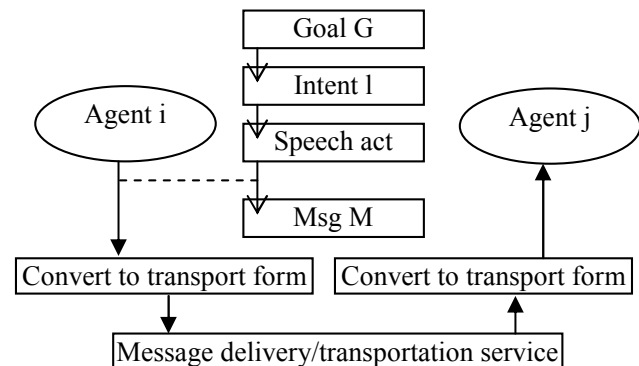 Goal G
Intent l
Agent i
Agent j
Speech act
Msg M
Convert to transport form
Convert to transport form
Message delivery/transportation service